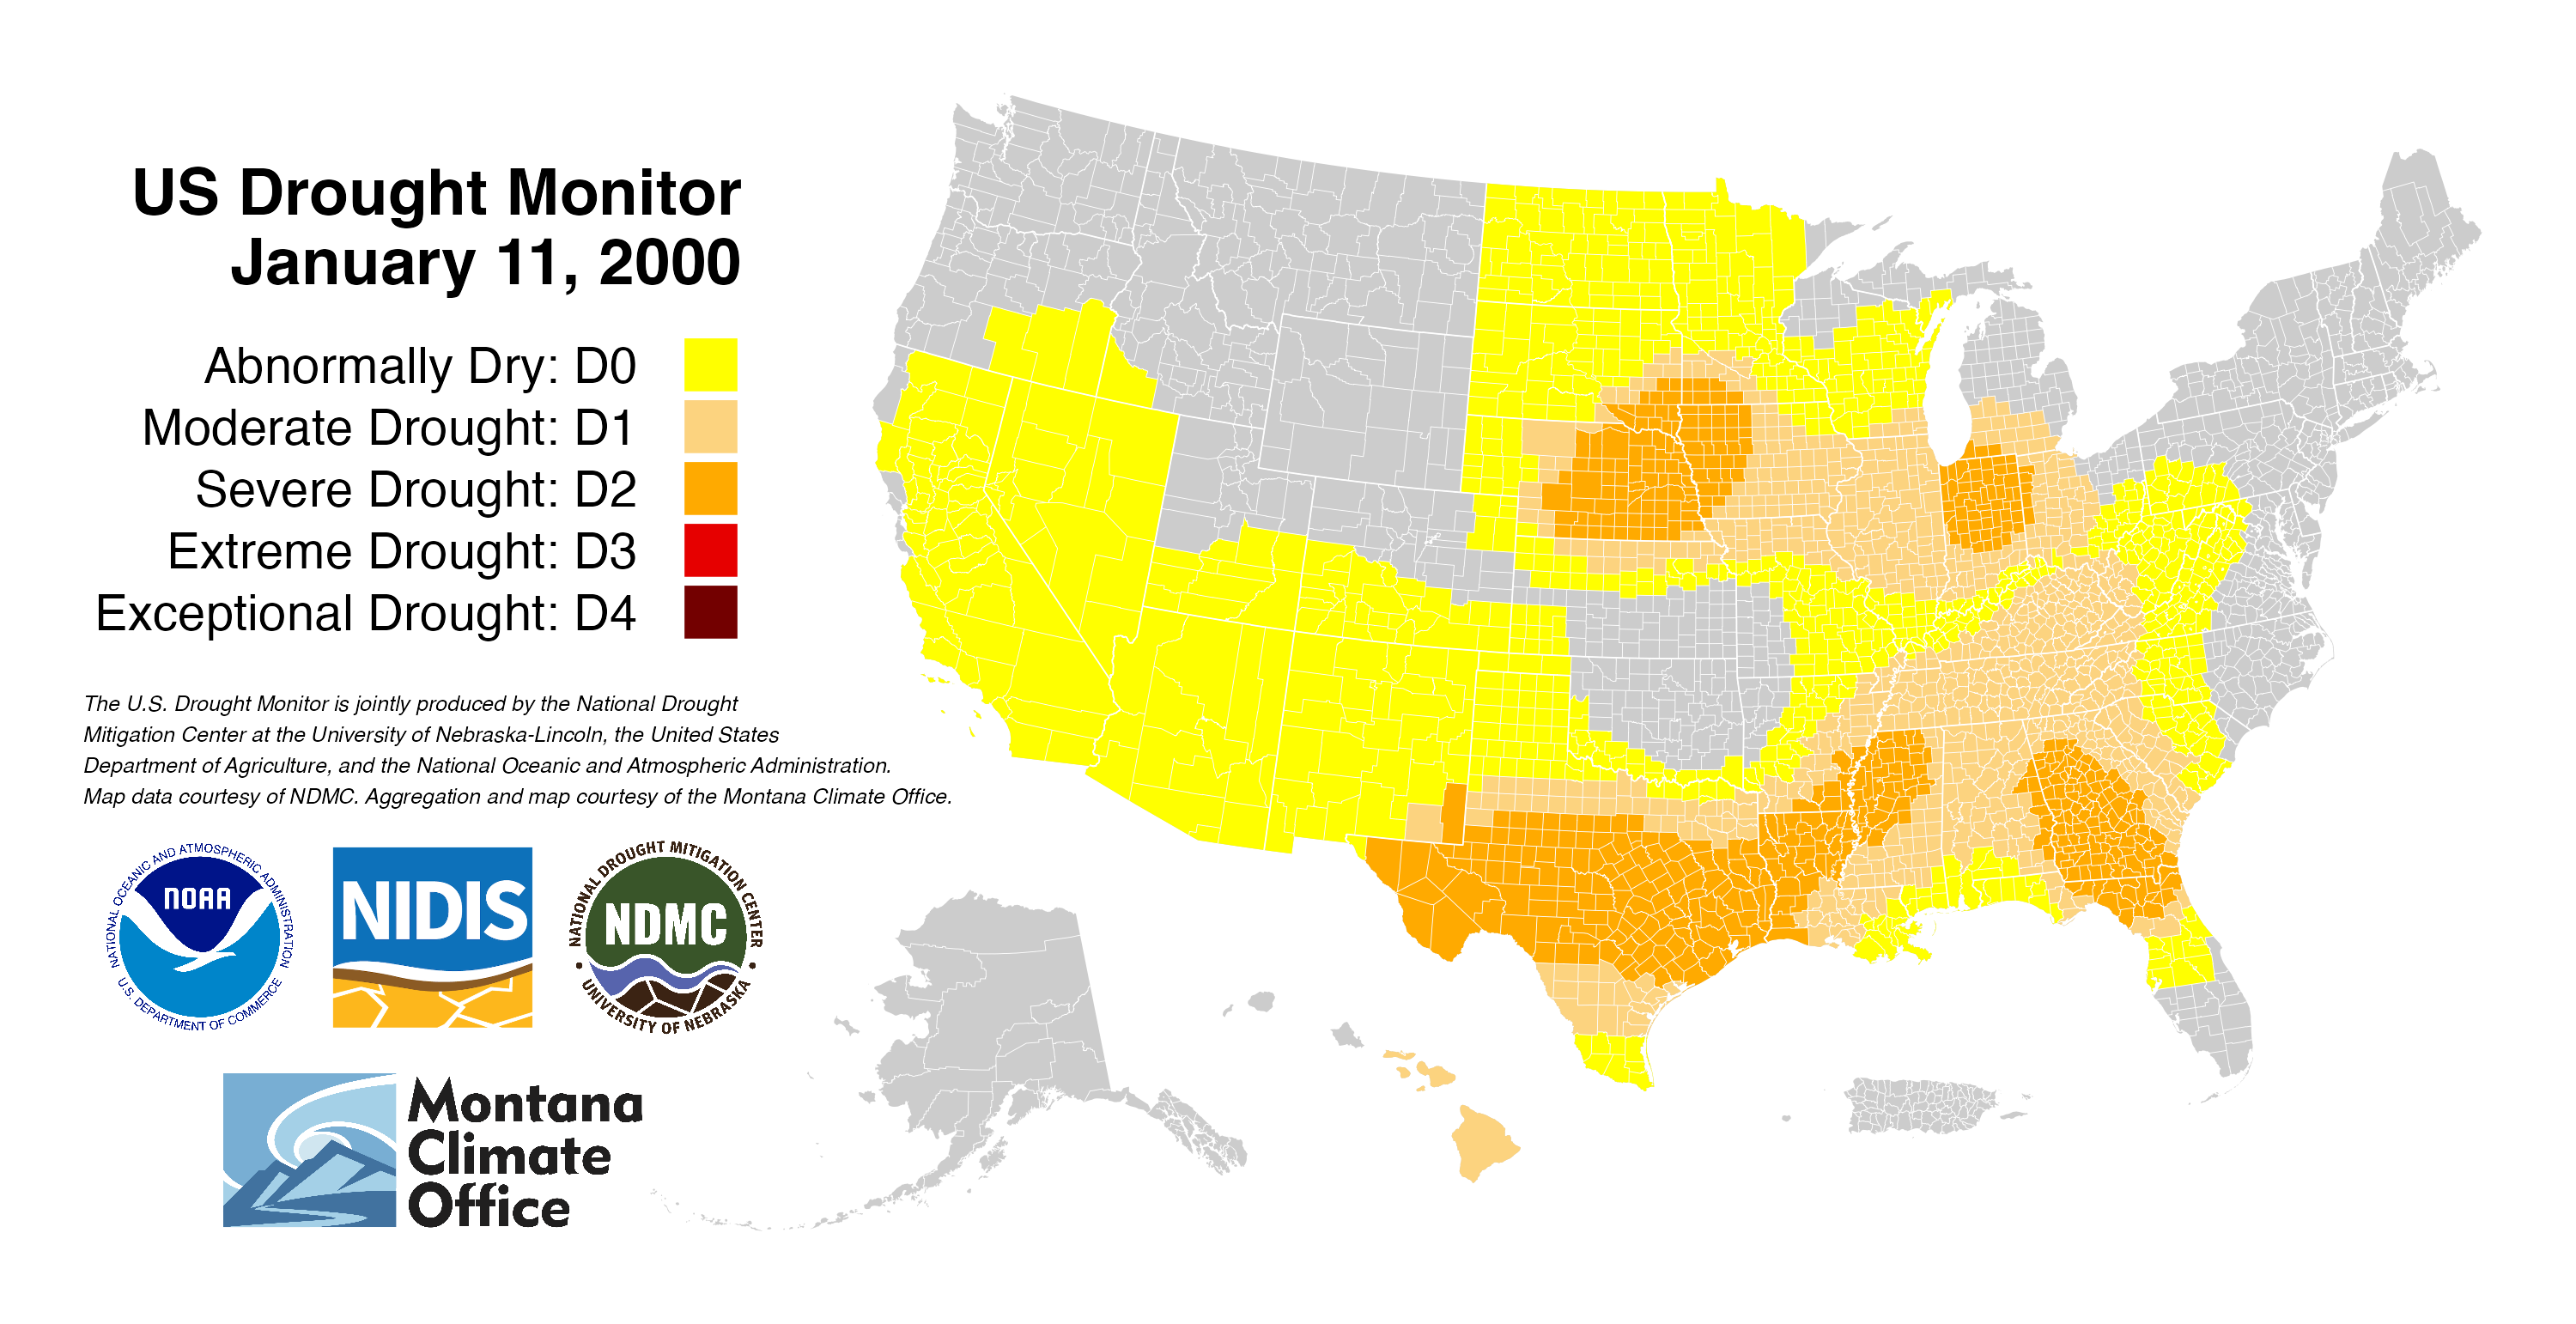 US Drought Monitor
January 11, 2000
Abnormally Dry: D0
Moderate Drought: D1
Severe Drought: D2
Extreme Drought: D3
Exceptional Drought: D4
The U.S. Drought Monitor is jointly produced by the National Drought
Mitigation Center at the University of Nebraska-Lincoln, the United States
Department of Agriculture, and the National Oceanic and Atmospheric Administration.
Map data courtesy of NDMC. Aggregation and map courtesy of the Montana Climate Office.
NATIONAL OCEANIC AND ATMOSPHERIC ADMINISTRATION
NOAA
U.S. DEPARTMENT OF COMMERCE
NIDIS
NATIONAL DROUGHT MITIGATION CENTER
NDMC
UNIVERSITY OF NEBRASKA
Montana
Climate
Office